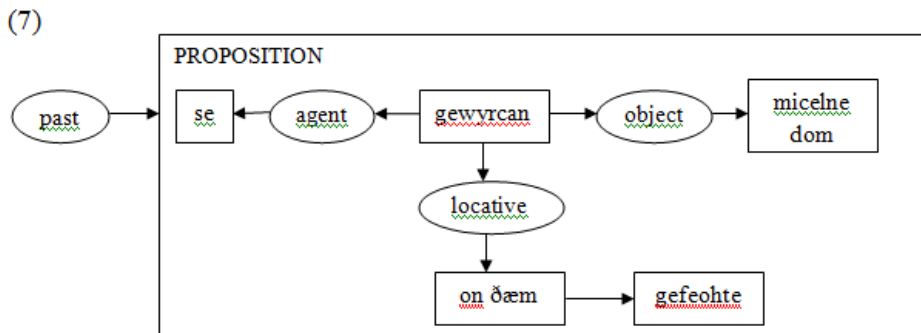 (7)
PROPOSITION
past
se
agent
gewyrcan
object
micelne
dom
locative
on ðæm
gefeohte